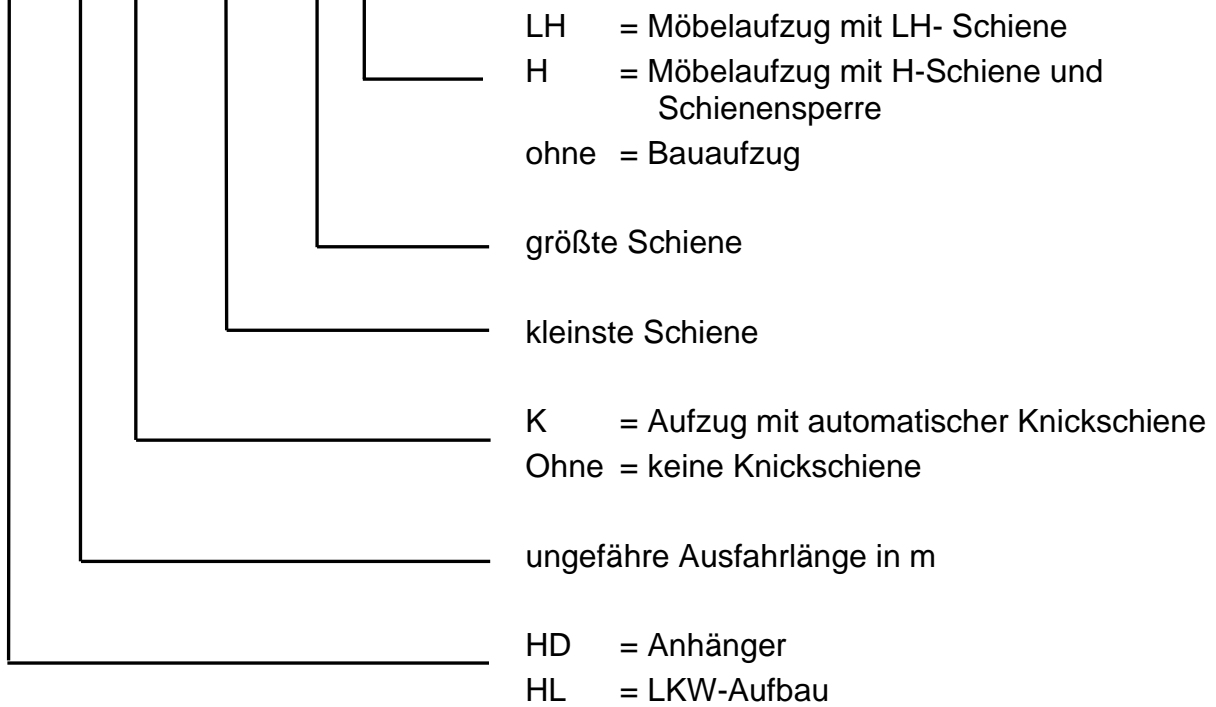 LH = Möbelaufzug mit LH- Schiene
H = Möbelaufzug mit H-Schiene und
Schienensperre
ohne = Bauaufzug
größte Schiene
kleinste Schiene
K = Aufzug mit automatischer Knickschiene
Ohne = keine Knickschiene
ungefähre Ausfahrlänge in m
HD = Anhänger
HL = LKW-Aufbau